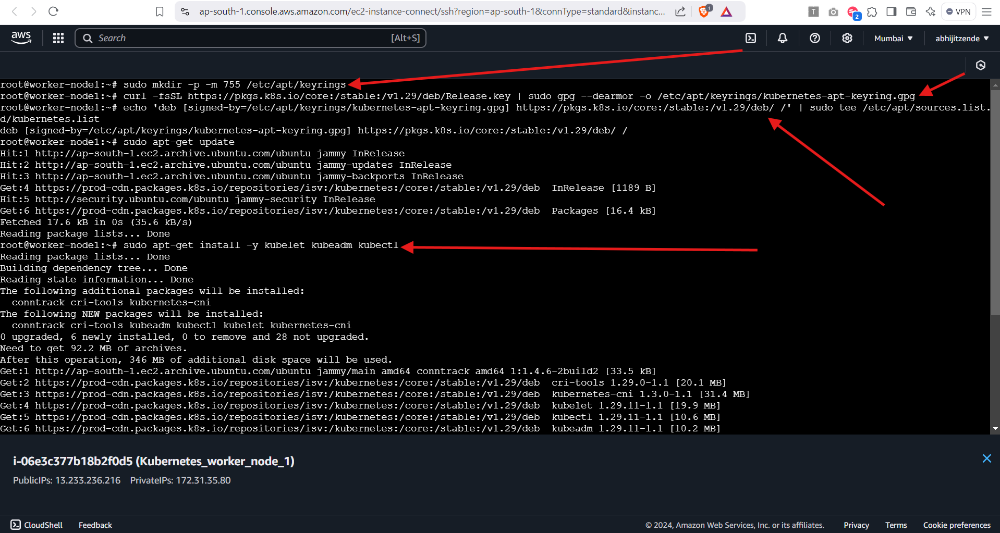 ap-south-1.console.aws.amazon.com/ec2-instance-connect/ssh?region=ap-south-1&connType=standard&instanc...
1
T
2
VPN
aws
Search
[Alt+S]
Mumbai
abhijitzende
root@worker-node1:~# sudo mkdir -p -m 755 /etc/apt/keyrings
root@worker-node1:~# curl -fsSL https://pkgs.k8s.io/core:/stable:/v1.29/deb/Release.key | sudo gpg --dearmor -o /etc/apt/keyrings/kubernetes-apt-keyring.gpg
root@worker-node1:~# echo 'deb [signed-by=/etc/apt/keyrings/kubernetes-apt-keyring.gpg] https://pkgs.k8s.io/core:/stable:/v1.29/deb/ /' | sudo tee /etc/apt/sources.list.
d/kubernetes.list
deb [signed-by=/etc/apt/keyrings/kubernetes-apt-keyring.gpg] https://pkgs.k8s.io/core:/stable:/v1.29/deb/ /
root@worker-node1:~# sudo apt-get update
Hit:1 http://ap-south-1.ec2.archive.ubuntu.com/ubuntu jammy InRelease
Hit:2 http://ap-south-1.ec2.archive.ubuntu.com/ubuntu jammy-updates InRelease
Hit:3 http://ap-south-1.ec2.archive.ubuntu.com/ubuntu jammy-backports InRelease
Get:4 https://prod-cdn.packages.k8s.io/repositories/isv:/kubernetes:/core:/stable:/v1.29/deb  InRelease [1189 B]
Hit:5 http://security.ubuntu.com/ubuntu jammy-security InRelease
Get:6 https://prod-cdn.packages.k8s.io/repositories/isv:/kubernetes:/core:/stable:/v1.29/deb  Packages [16.4 kB]
Fetched 17.6 kB in 0s (35.6 kB/s)
Reading package lists... Done
root@worker-node1:~# sudo apt-get install -y kubelet kubeadm kubectl
Reading package lists... Done
Building dependency tree... Done
Reading state information... Done
The following additional packages will be installed:
  conntrack cri-tools kubernetes-cni
The following NEW packages will be installed:
  conntrack cri-tools kubeadm kubectl kubelet kubernetes-cni
0 upgraded, 6 newly installed, 0 to remove and 28 not upgraded.
Need to get 92.2 MB of archives.
After this operation, 346 MB of additional disk space will be used.
Get:1 http://ap-south-1.ec2.archive.ubuntu.com/ubuntu jammy/main amd64 conntrack amd64 1:1.4.6-2build2 [33.5 kB]
Get:2 https://prod-cdn.packages.k8s.io/repositories/isv:/kubernetes:/core:/stable:/v1.29/deb  cri-tools 1.29.0-1.1 [20.1 MB]
Get:3 https://prod-cdn.packages.k8s.io/repositories/isv:/kubernetes:/core:/stable:/v1.29/deb  kubernetes-cni 1.3.0-1.1 [31.4 MB]
Get:4 https://prod-cdn.packages.k8s.io/repositories/isv:/kubernetes:/core:/stable:/v1.29/deb  kubelet 1.29.11-1.1 [19.9 MB]
Get:5 https://prod-cdn.packages.k8s.io/repositories/isv:/kubernetes:/core:/stable:/v1.29/deb  kubectl 1.29.11-1.1 [10.6 MB]
Get:6 https://prod-cdn.packages.k8s.io/repositories/isv:/kubernetes:/core:/stable:/v1.29/deb  kubeadm 1.29.11-1.1 [10.2 MB]
i-06e3c377b18b2f0d5 (Kubernetes_worker_node_1)
PublicIPs: 13.233.236.216 PrivateIPs: 172.31.35.80
CloudShell Feedback © 2024, Amazon Web Services, Inc. or its affiliates. Privacy Terms Cookie preferences